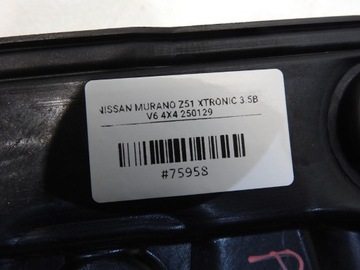 NISSAN MURANO Z51 XTRONIC 3.5B
V6 4X4 250129
#75958